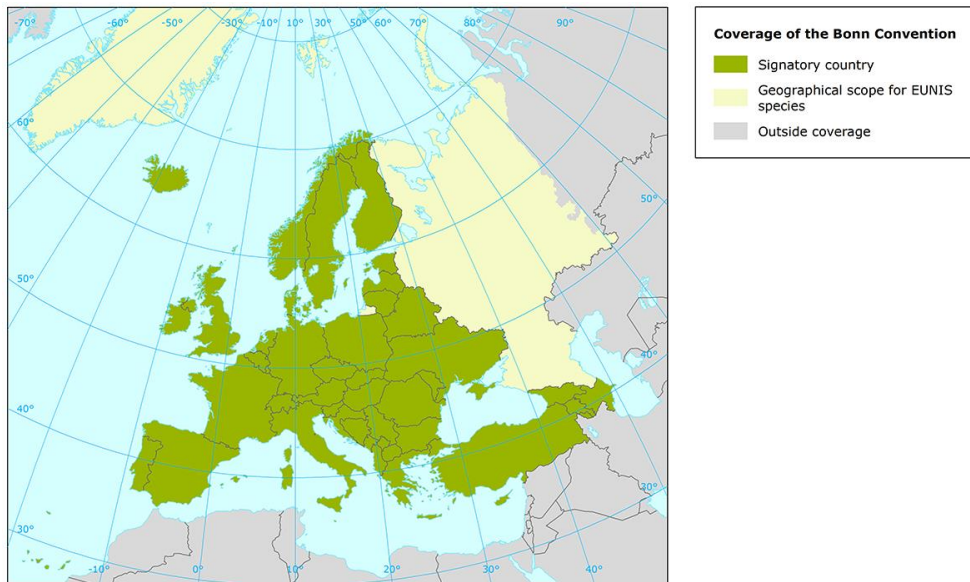 -70° -60° -50° -30° -10° 10° 30° 50° 60° 70° 80° 90°
60°
50°
50°
40°
40°
30°
30°
-20° -10° 0° 10° 20° 30° 40°
Coverage of the Bonn Convention
Signatory country
Geographical scope for EUNIS
species
Outside coverage